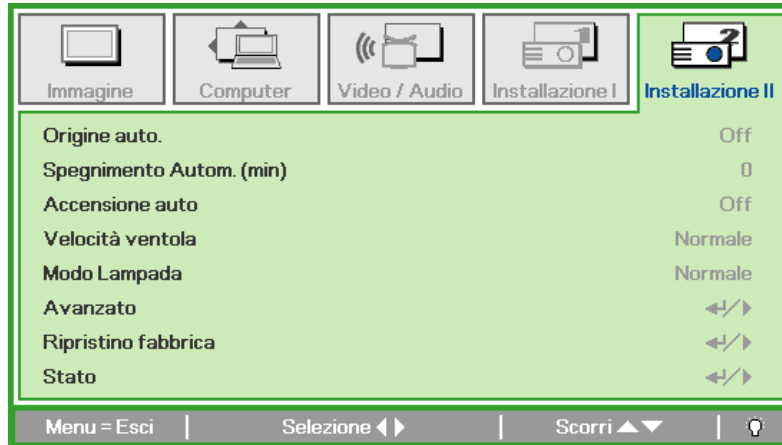 Immagine
Computer
Video / Audio
Installazione I
Installazione II
Origine auto. Off
Spegnimento Autom. (min) 0
Accensione auto Off
Velocità ventola Normale
Modo Lampada Normale
Avanzato
Ripristino fabbrica
Stato
Menu = Esci Selezione Scorri